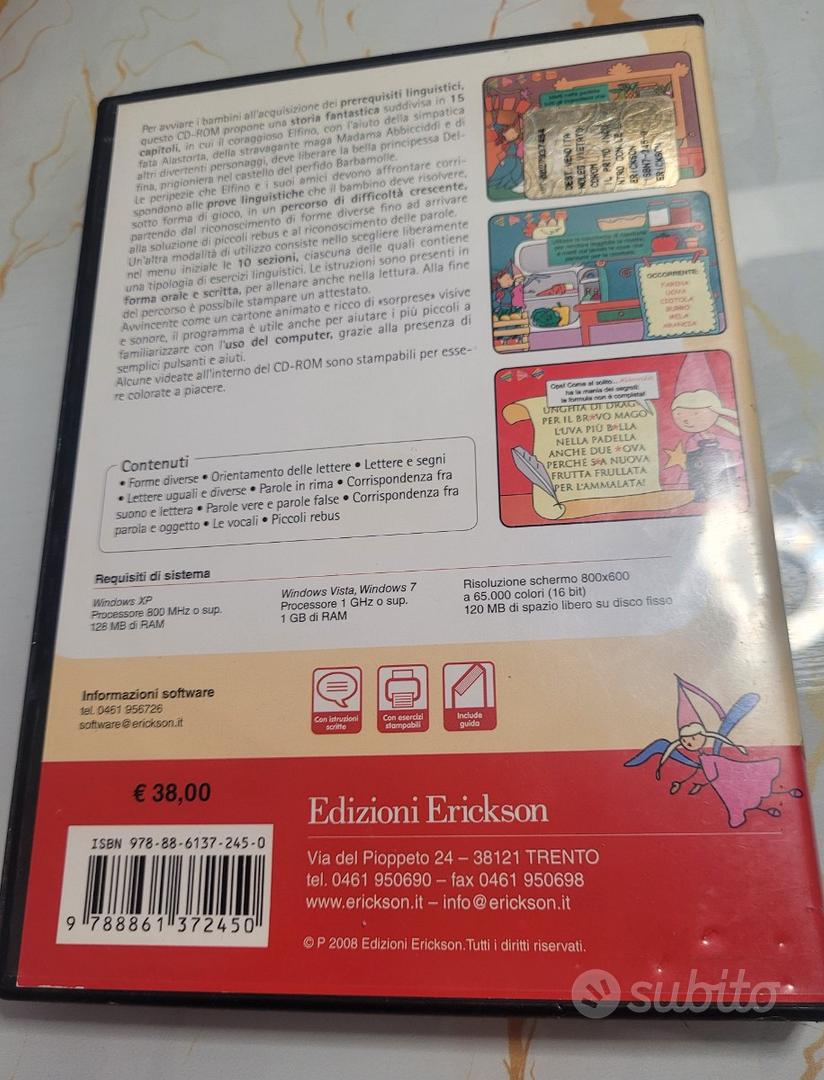 Per avviare i bambini all'acquisizione dei prerequisiti linguistici,
questo CD-ROM propone una storia fantastica suddivisa in 15
capitoli, in cui il coraggioso Elfino, con l'aiuto della simpatica
fata Alastorta, della stravagante maga Madama Abbicciddi e di
altri divertenti personaggi, deve liberare la bella principessa Del-
fina, prigioniera nel castello del perfido Barbamolle.
Le peripezie che Elfino e i suoi amici devono affrontare corri-
spondono alle prove linguistiche che il bambino deve risolvere,
sotto forma di gioco, in un percorso di difficoltà crescente,
partendo dal riconoscimento di forme diverse fino ad arrivare
alla soluzione di piccoli rebus e al riconoscimento delle parole.
Un'altra modalità di utilizzo consiste nello scegliere liberamente
nel menu iniziale le 10 sezioni, ciascuna delle quali contiene
una tipologia di esercizi linguistici. Le istruzioni sono presenti in
forma orale e scritta, per allenare anche nella lettura. Alla fine
del percorso è possibile stampare un attestato.
Avvincente come un cartone animato e ricco di «sorprese» visive
e sonore, il programma è utile anche per aiutare i più piccoli a
familiarizzare con l'uso del computer, grazie alla presenza di
semplici pulsanti e aiuti.
Alcune videate all'interno del CD-ROM sono stampabili per esse-
re colorate a piacere.
OCCORRENTE:
FARINA
UOVA
CIOTOLA
BURRO
MELA
ARANCIA
Ops! Come al solito...
ha la mania dei segreti:
la formula non è completa!
UNGHIA DI DRAGO
PER IL BR★VO MAGO
L'UVA PIÙ B★LLA
NELLA PADELLA
ANCHE DUE ★OVA
PERCHÉ S★A NUOVA
FRUTTA FRULLATA
PER L'AMMALATA!
Contenuti
• Forme diverse • Orientamento delle lettere • Lettere e segni
• Lettere uguali e diverse • Parole in rima • Corrispondenza fra
suono e lettera • Parole vere e parole false • Corrispondenza fra
parola e oggetto • Le vocali • Piccoli rebus
Requisiti di sistema
Windows XP
Processore 800 MHz o sup.
128 MB di RAM
Windows Vista, Windows 7
Processore 1 GHz o sup.
1 GB di RAM
Risoluzione schermo 800x600
a 65.000 colori (16 bit)
120 MB di spazio libero su disco fisso
Informazioni software
tel. 0461 956726
software@erickson.it
Con istruzioni
scritte
Con esercizi
stampabili
Include
guida
€ 38,00
ISBN 978-88-6137-245-0
9 788861 372450
Edizioni Erickson
Via del Pioppeto 24 – 38121 TRENTO
tel. 0461 950690 – fax 0461 950698
www.erickson.it – info@erickson.it
© P 2008 Edizioni Erickson.Tutti i diritti riservati.
subito